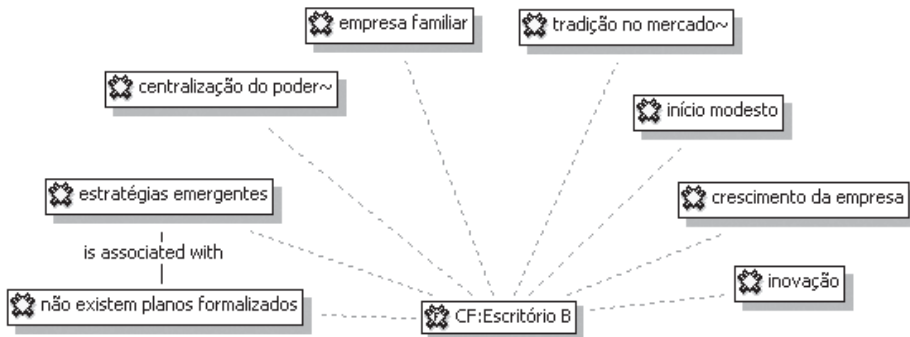 empresa familiar
tradição no mercado~
centralização do poder~
início modesto
estratégias emergentes
crescimento da empresa
is associated with
inovação
não existem planos formalizados
CF:Escritório B